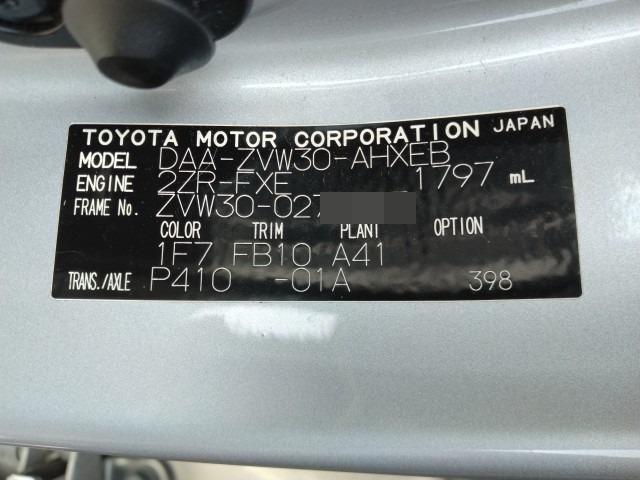 TOYOTA MOTOR CORPORATION JAPAN
MODEL DAA-ZVW30-AHXEB
ENGINE 2ZR-FXE 1797 mL
FRAME No. ZVW30-027
COLOR TRIM PLANT OPTION
1F7 FB10 A41
TRANS./AXLE P410 -01A 398